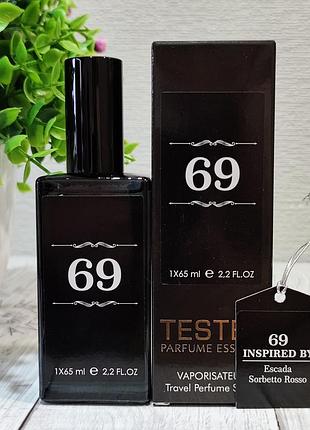 69
1X65 ml ℮ 2,2 FL.OZ
69
1X65 ml ℮ 2,2 FL.OZ
PARFUME
VAPORISATEU
Travel Perfume S
69
INSPIRED BY
Escada
Sorbetto Rosso